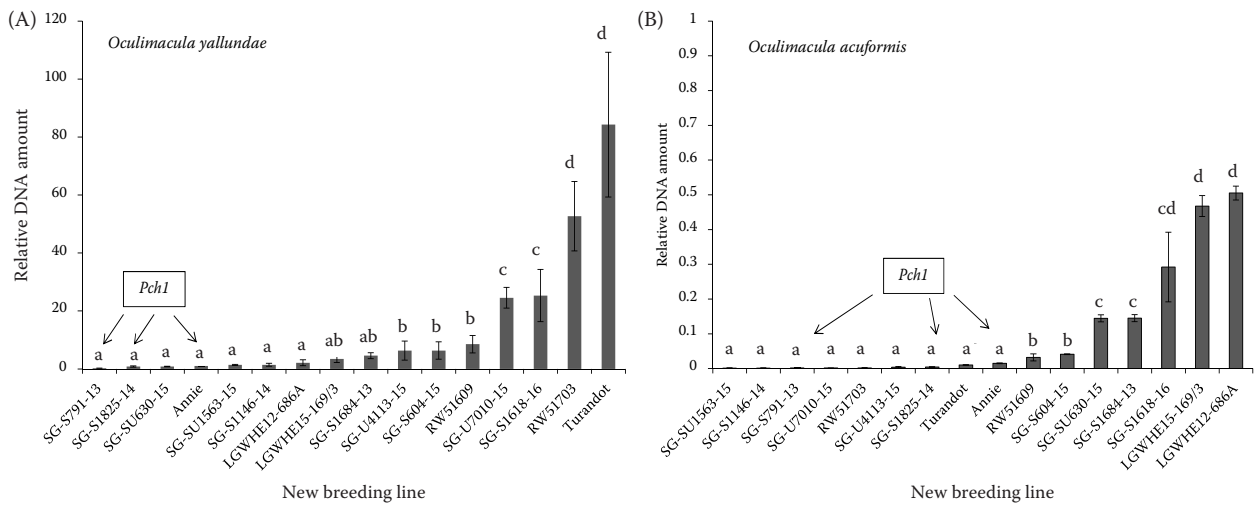 (A)
120
100
80
60
40
20
0
Relative DNA amount
Oculimacula yallundae
Pch1
a
a
a
a
a
a
a
ab
ab
b
b
b
c
c
d
d
SG-S791-13
SG-S1825-14
SG-SU630-15
Annie
SG-SU1563-15
SG-S1146-14
LGWHE12-686A
LGWHE15-169/3
SG-S1684-13
SG-U4113-15
SG-S604-15
RW51609
SG-U7010-15
SG-S1618-16
RW51703
Turandot
New breeding line
(B)
1
0.9
0.8
0.7
0.6
0.5
0.4
0.3
0.2
0.1
0
Relative DNA amount
Oculimacula acuformis
Pch1
a
a
a
a
a
a
a
a
a
b
b
c
c
cd
d
d
SG-SU1563-15
SG-S1146-14
SG-S791-13
SG-U7010-15
RW51703
SG-U4113-15
SG-S1825-14
Turandot
Annie
RW51609
SG-S604-15
SG-SU630-15
SG-S1684-13
SG-S1618-16
LGWHE15-169/3
LGWHE12-686A
New breeding line